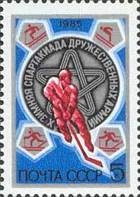 1985
X ЗИМНЯЯ СПАРТАКИАДА ДРУЖЕСТВЕННЫХ АРМИЙ
ПОЧТА СССР 5